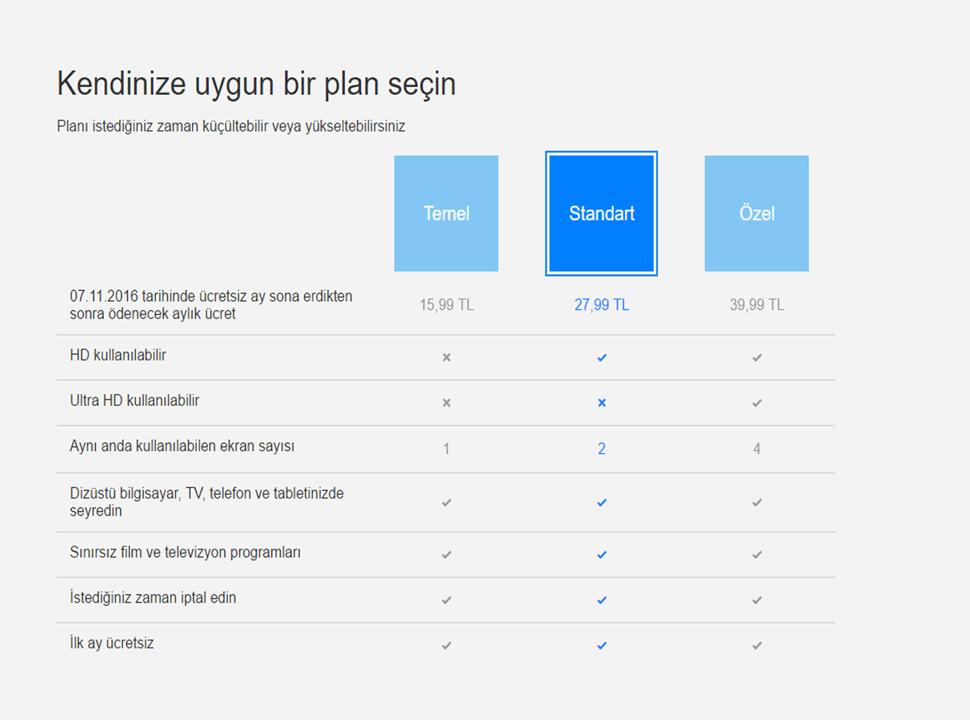 Kendinize uygun bir plan seçin
Planı istediğiniz zaman küçültebilir veya yükseltebilirsiniz
Temel Standart Özel
07.11.2016 tarihinde ücretsiz ay sona erdikten
sonra ödenecek aylık ücret
15,99 TL 27,99 TL 39,99 TL
HD kullanılabilir
Ultra HD kullanılabilir
Aynı anda kullanılabilen ekran sayısı 1 2 4
Dizüstü bilgisayar, TV, telefon ve tabletinizde
seyredin
Sınırsız film ve televizyon programları
İstediğiniz zaman iptal edin
İlk ay ücretsiz